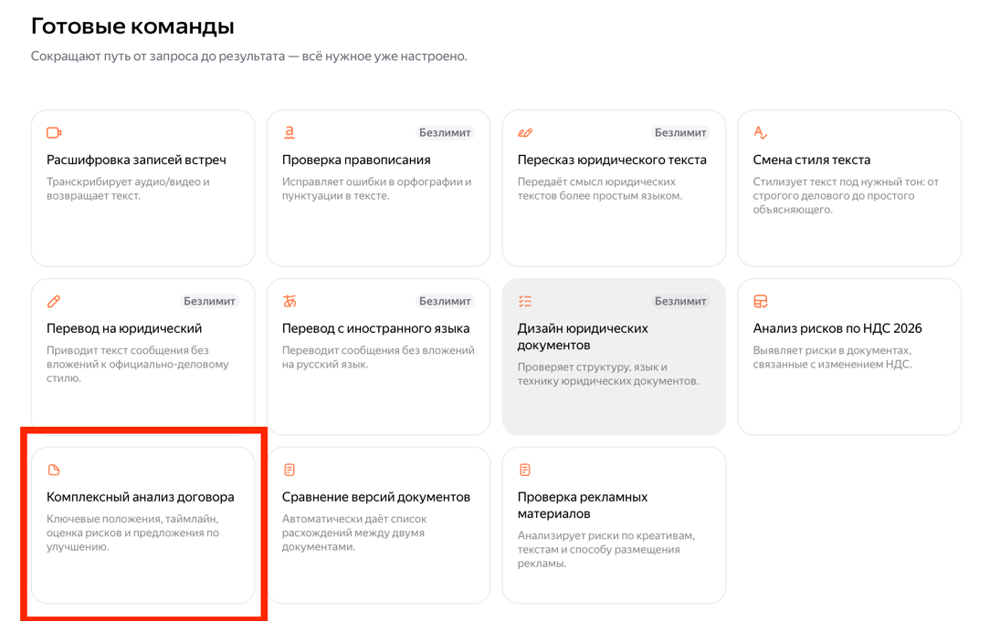 Готовые команды
Сокращают путь от запроса до результата — всё нужное уже настроено.
Расшифровка записей встреч
Транскрибирует аудио/видео и
возвращает текст.
Безлимит
Проверка правописания
Исправляет ошибки в орфографии и
пунктуации в тексте.
Безлимит
Пересказ юридического текста
Передаёт смысл юридических
текстов более простым языком.
Смена стиля текста
Стилизует текст под нужный тон: от
строгого делового до простого
объясняющего.
Безлимит
Перевод на юридический
Приводит текст сообщения без
вложений к официально-деловому
стилю.
Безлимит
Перевод с иностранного языка
Переводит сообщения без вложений
на русский язык.
Безлимит
Дизайн юридических
документов
Проверяет структуру, язык и
технику юридических документов.
Анализ рисков по НДС 2026
Выявляет риски в документах,
связанные с изменением НДС.
Комплексный анализ договора
Ключевые положения, таймлайн,
оценка рисков и предложения по
улучшению.
Сравнение версий документов
Автоматически даёт список
расхождений между двумя
документами.
Проверка рекламных
материалов
Анализирует риски по креативам,
текстам и способу размещения
рекламы.